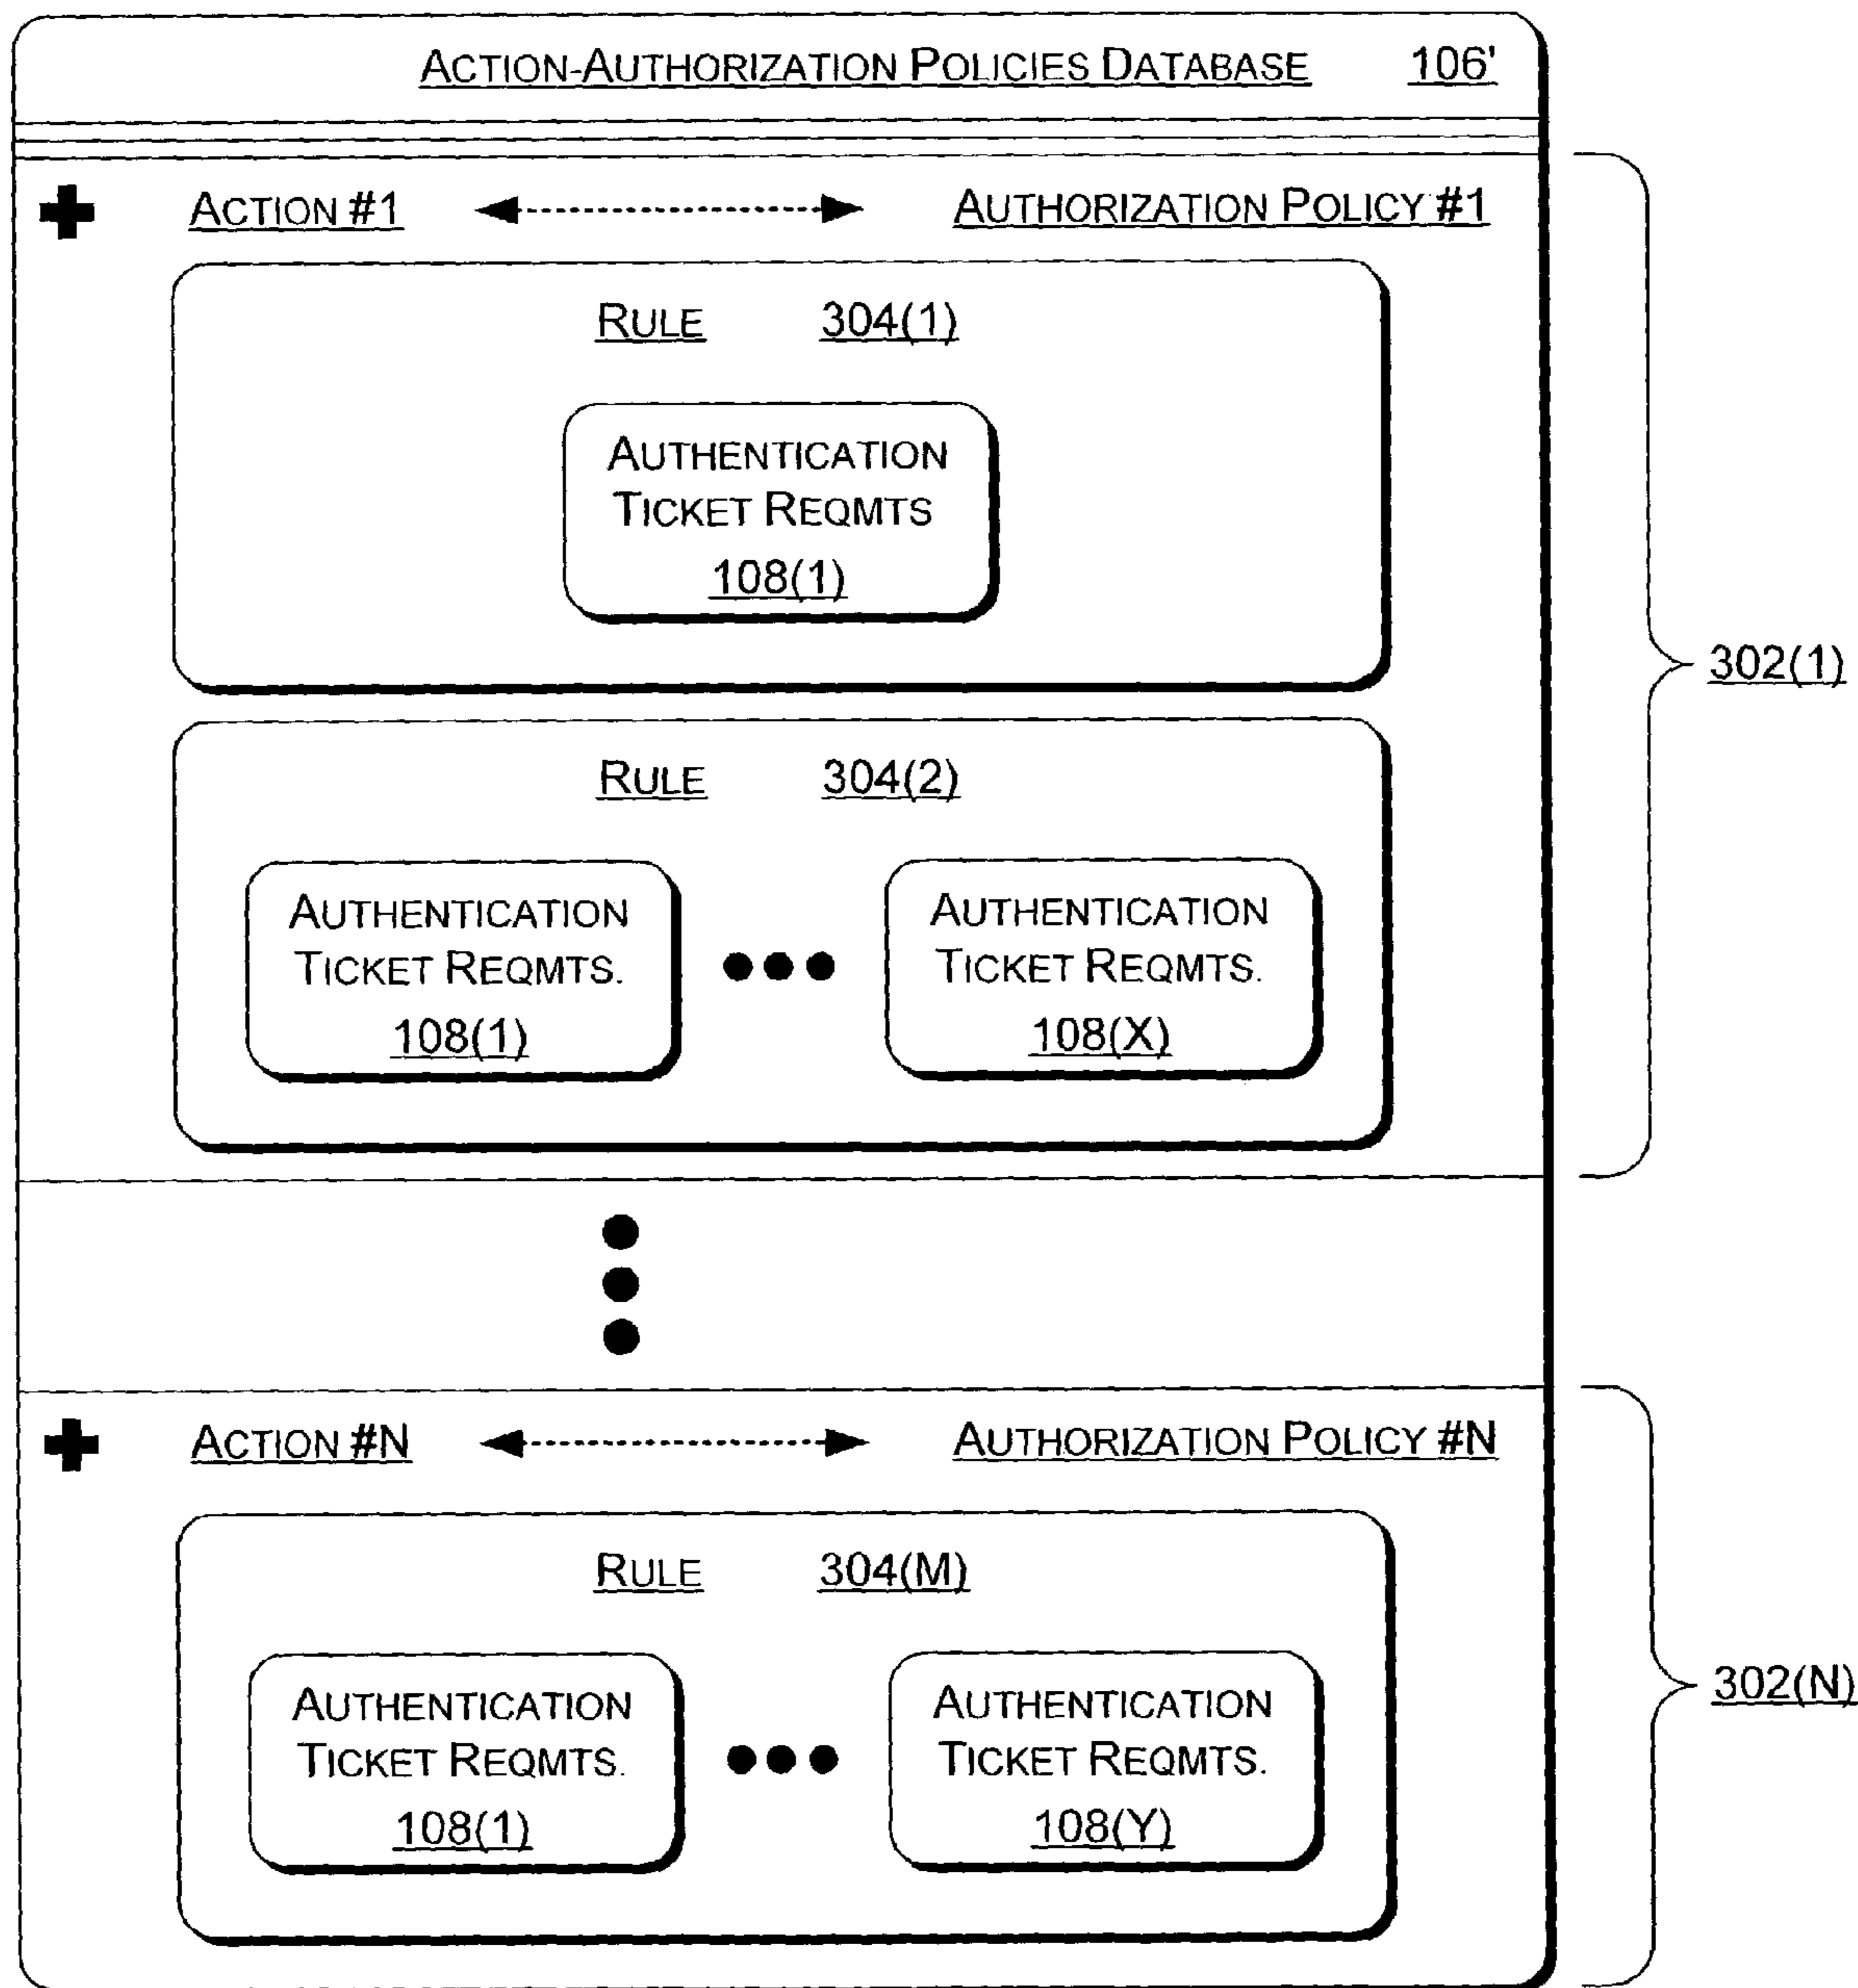 ACTION-AUTHORIZATION POLICIES DATABASE 106'
ACTION #1 AUTHORIZATION POLICY #1
RULE 304(1)
AUTHENTICATION
TICKET REQMTS
108(1)
302(1)
RULE 304(2)
AUTHENTICATION
TICKET REQMTS.
108(1)
AUTHENTICATION
TICKET REQMTS.
108(X)
ACTION #N AUTHORIZATION POLICY #N
RULE 304(M)
AUTHENTICATION
TICKET REQMTS.
108(1)
AUTHENTICATION
TICKET REQMTS.
108(Y)
302(N)